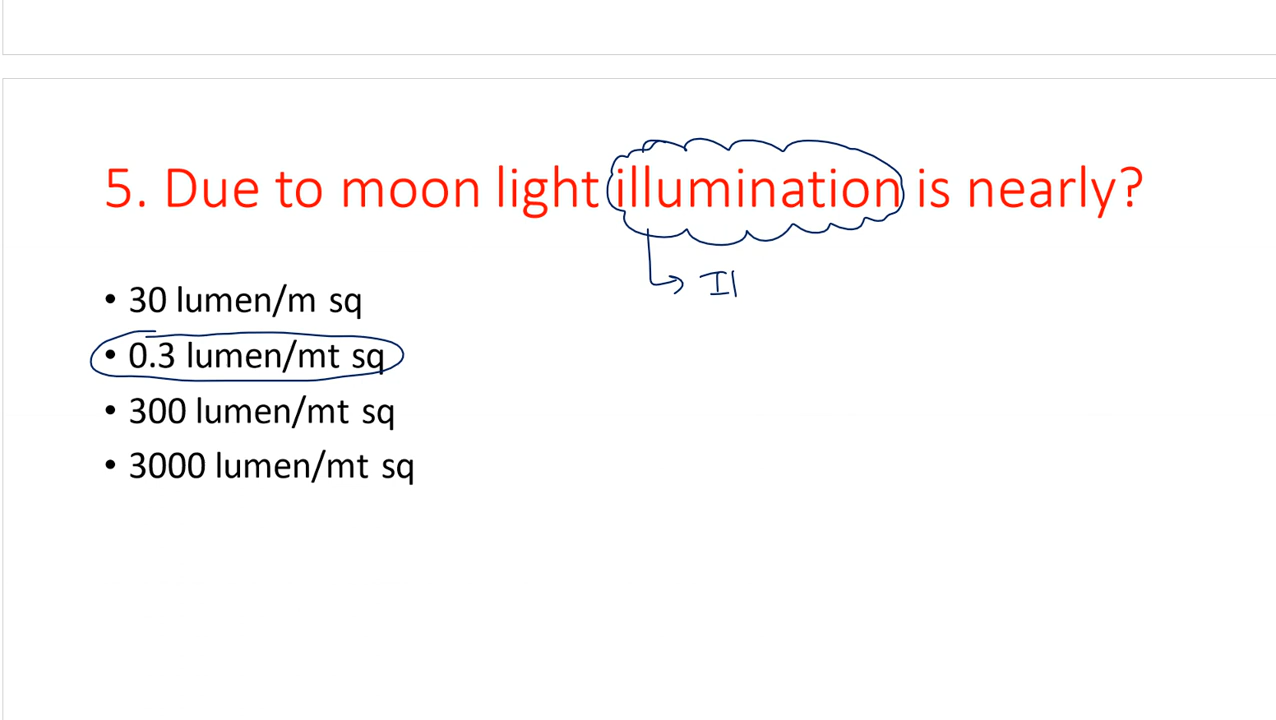 5. Due to moon light illumination is nearly?
Il
• 30 lumen/m sq
• 0.3 lumen/mt sq
• 300 lumen/mt sq
• 3000 lumen/mt sq